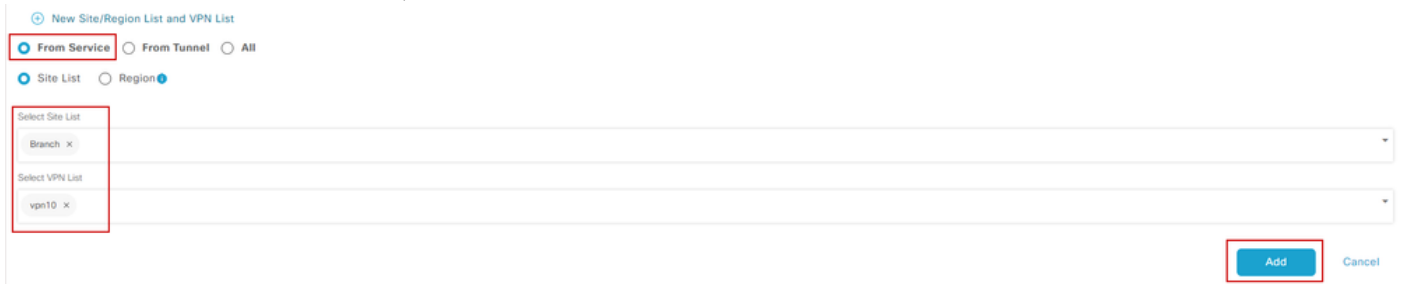 New Site/Region List and VPN List
From Service From Tunnel All
Site List Region
Select Site List
Branch ×
Select VPN List
vpn10 ×
Add Cancel